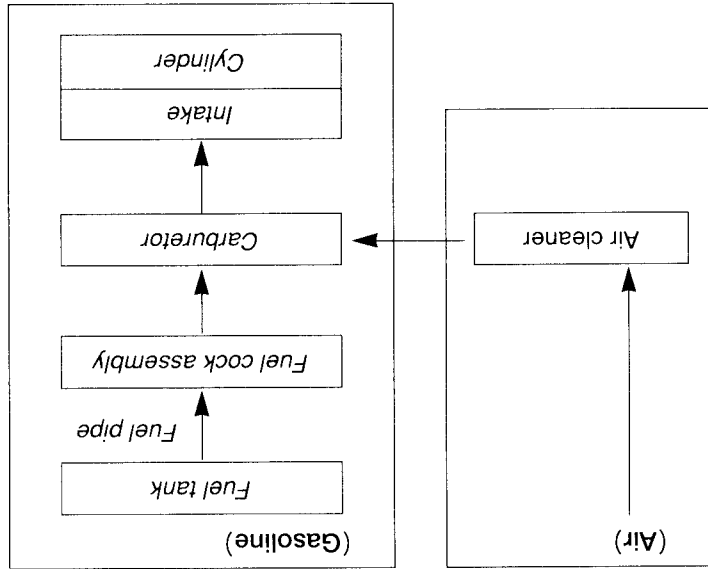 (Air)
Air cleaner
(Gasoline)
Fuel tank
Fuel pipe
Fuel cock assembly
Carburetor
Intake
Cylinder